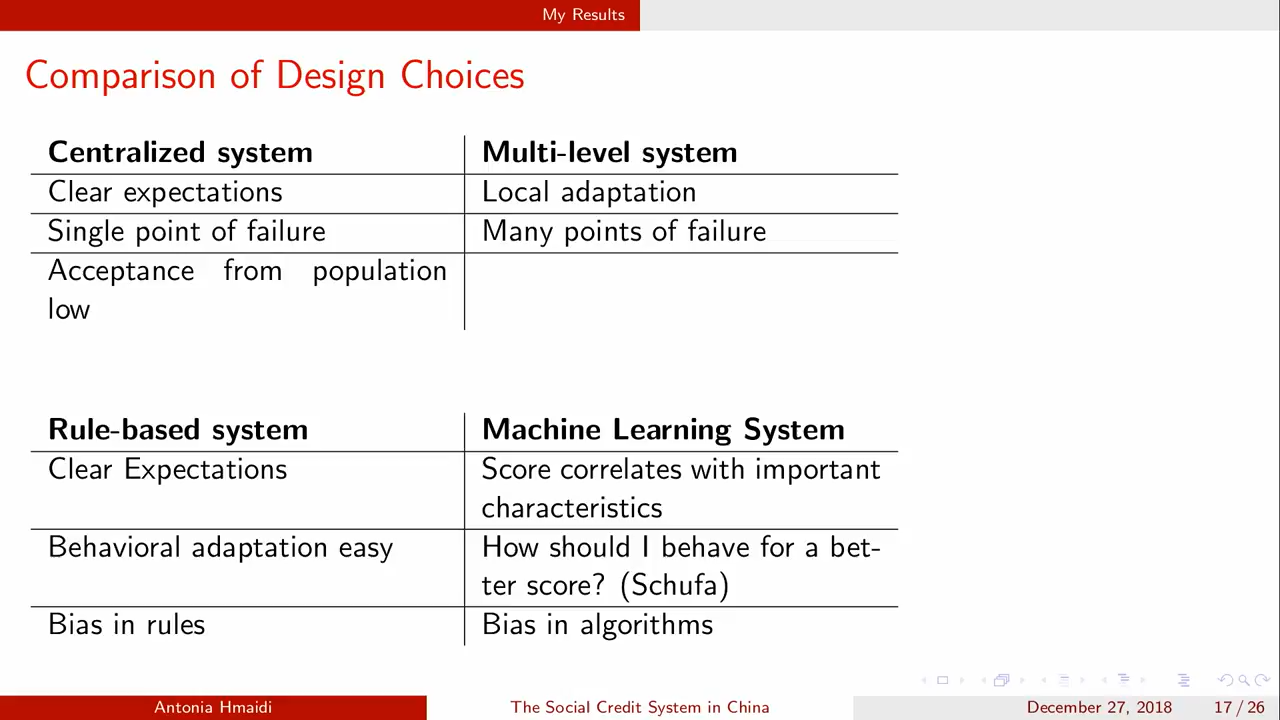 My Results
Comparison of Design Choices
Centralized system Multi-level system
Clear expectations Local adaptation
Single point of failure Many points of failure
Acceptance from population
low
Rule-based system Machine Learning System
Clear Expectations Score correlates with important
characteristics
Behavioral adaptation easy How should I behave for a bet-
ter score? (Schufa)
Bias in rules Bias in algorithms
Antonia Hmaidi The Social Credit System in China December 27, 2018 17 / 26